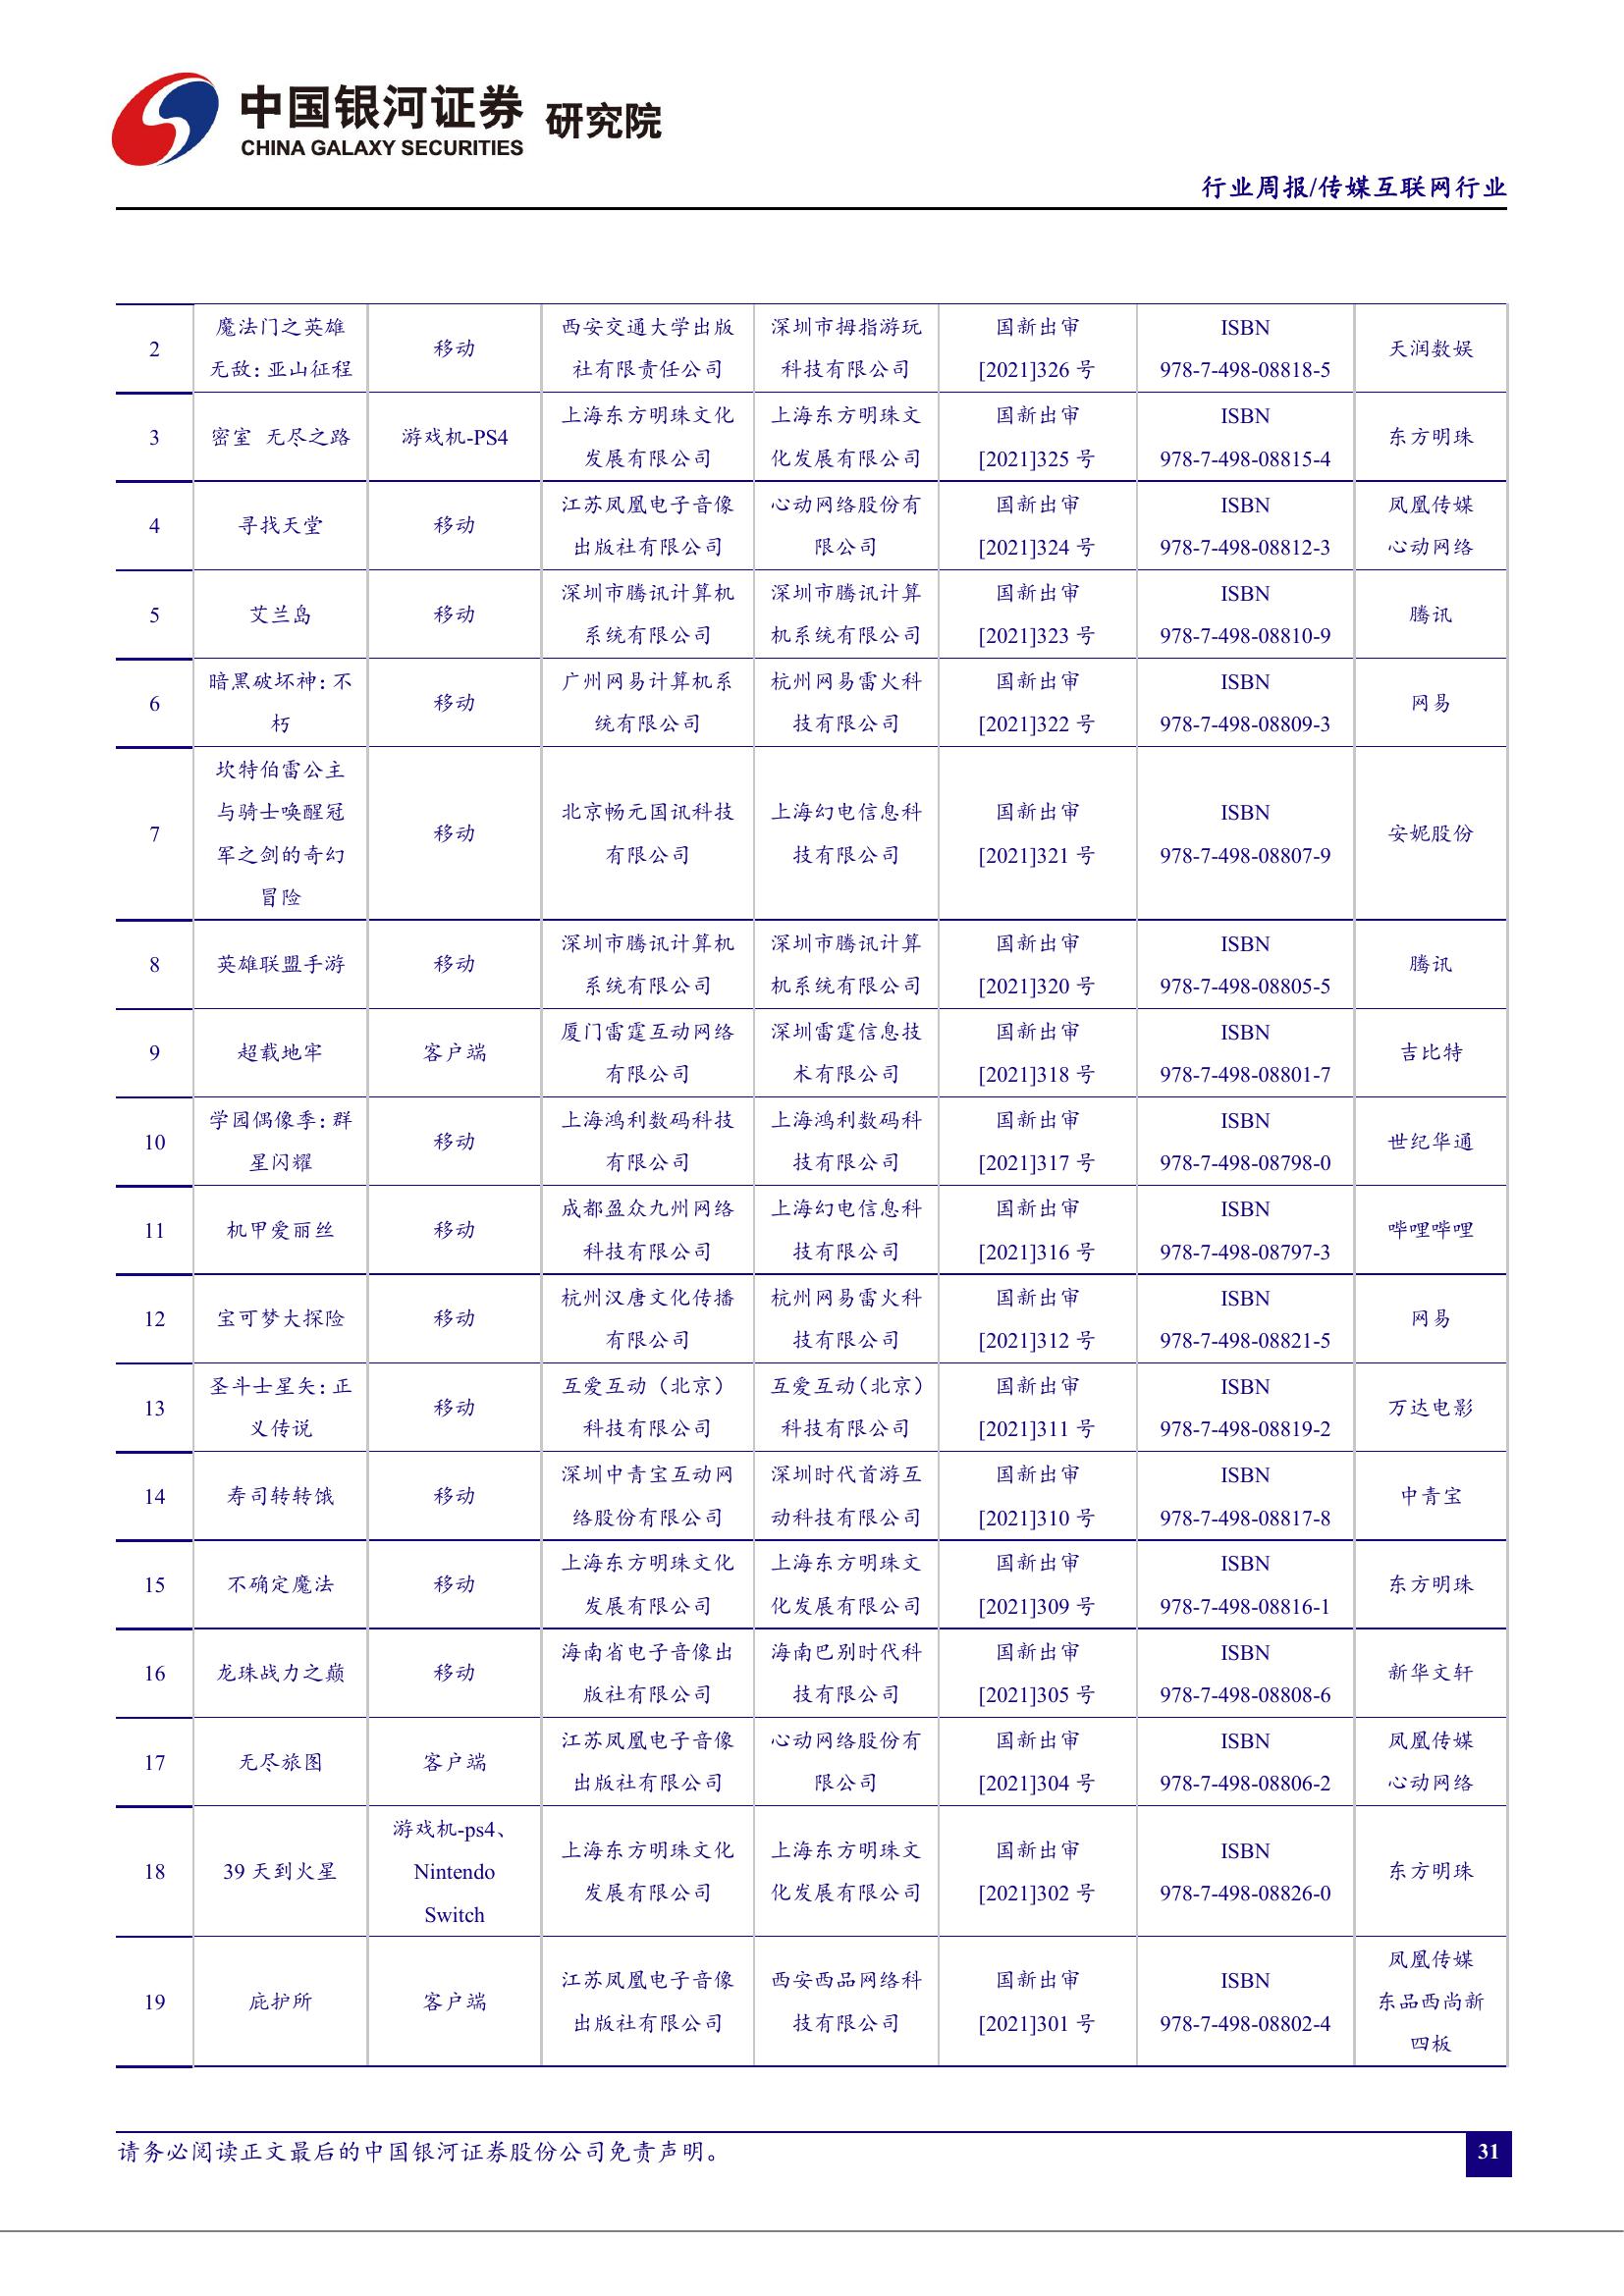 中国银河证券 研究院
CHINA GALAXY SECURITIES
行业周报/传媒互联网行业
2 魔法门之英雄无敌：亚山征程 移动 西安交通大学出版社有限责任公司 深圳市拇指游玩科技有限公司 国新出审[2021]326 号 ISBN 978-7-498-08818-5 天润数娱
3 密室 无尽之路 游戏机-PS4 上海东方明珠文化发展有限公司 上海东方明珠文化发展有限公司 国新出审[2021]325 号 ISBN 978-7-498-08815-4 东方明珠
4 寻找天堂 移动 江苏凤凰电子音像出版社有限公司 心动网络股份有限公司 国新出审[2021]324 号 ISBN 978-7-498-08812-3 凤凰传媒 心动网络
5 艾兰岛 移动 深圳市腾讯计算机系统有限公司 深圳市腾讯计算机系统有限公司 国新出审[2021]323 号 ISBN 978-7-498-08810-9 腾讯
6 暗黑破坏神：不朽 移动 广州网易计算机系统有限公司 杭州网易雷火科技有限公司 国新出审[2021]322 号 ISBN 978-7-498-08809-3 网易
7 坎特伯雷公主与骑士唤醒冠军之剑的奇幻冒险 移动 北京畅元国讯科技有限公司 上海幻电信息科技有限公司 国新出审[2021]321 号 ISBN 978-7-498-08807-9 安妮股份
8 英雄联盟手游 移动 深圳市腾讯计算机系统有限公司 深圳市腾讯计算机系统有限公司 国新出审[2021]320 号 ISBN 978-7-498-08805-5 腾讯
9 超载地牢 客户端 厦门雷霆互动网络有限公司 深圳雷霆信息技术有限公司 国新出审[2021]318 号 ISBN 978-7-498-08801-7 吉比特
10 学园偶像季：群星闪耀 移动 上海鸿利数码科技有限公司 上海鸿利数码科技有限公司 国新出审[2021]317 号 ISBN 978-7-498-08798-0 世纪华通
11 机甲爱丽丝 移动 成都盈众九州网络科技有限公司 上海幻电信息科技有限公司 国新出审[2021]316 号 ISBN 978-7-498-08797-3 哔哩哔哩
12 宝可梦大探险 移动 杭州汉唐文化传播有限公司 杭州网易雷火科技有限公司 国新出审[2021]312 号 ISBN 978-7-498-08821-5 网易
13 圣斗士星矢：正义传说 移动 互爱互动（北京）科技有限公司 互爱互动（北京）科技有限公司 国新出审[2021]311 号 ISBN 978-7-498-08819-2 万达电影
14 寿司转转饿 移动 深圳中青宝互动网络股份有限公司 深圳时代首游互动科技有限公司 国新出审[2021]310 号 ISBN 978-7-498-08817-8 中青宝
15 不确定魔法 移动 上海东方明珠文化发展有限公司 上海东方明珠文化发展有限公司 国新出审[2021]309 号 ISBN 978-7-498-08816-1 东方明珠
16 龙珠战力之巅 移动 海南省电子音像出版社有限公司 海南巴别时代科技有限公司 国新出审[2021]305 号 ISBN 978-7-498-08808-6 新华文轩
17 无尽旅图 客户端 江苏凤凰电子音像出版社有限公司 心动网络股份有限公司 国新出审[2021]304 号 ISBN 978-7-498-08806-2 凤凰传媒 心动网络
18 39 天到火星 游戏机-ps4、Nintendo Switch 上海东方明珠文化发展有限公司 上海东方明珠文化发展有限公司 国新出审[2021]302 号 ISBN 978-7-498-08826-0 东方明珠
19 庇护所 客户端 江苏凤凰电子音像出版社有限公司 西安西品网络科技有限公司 国新出审[2021]301 号 ISBN 978-7-498-08802-4 凤凰传媒 东品西尚新四板
请务必阅读正文最后的中国银河证券股份公司免责声明。
31